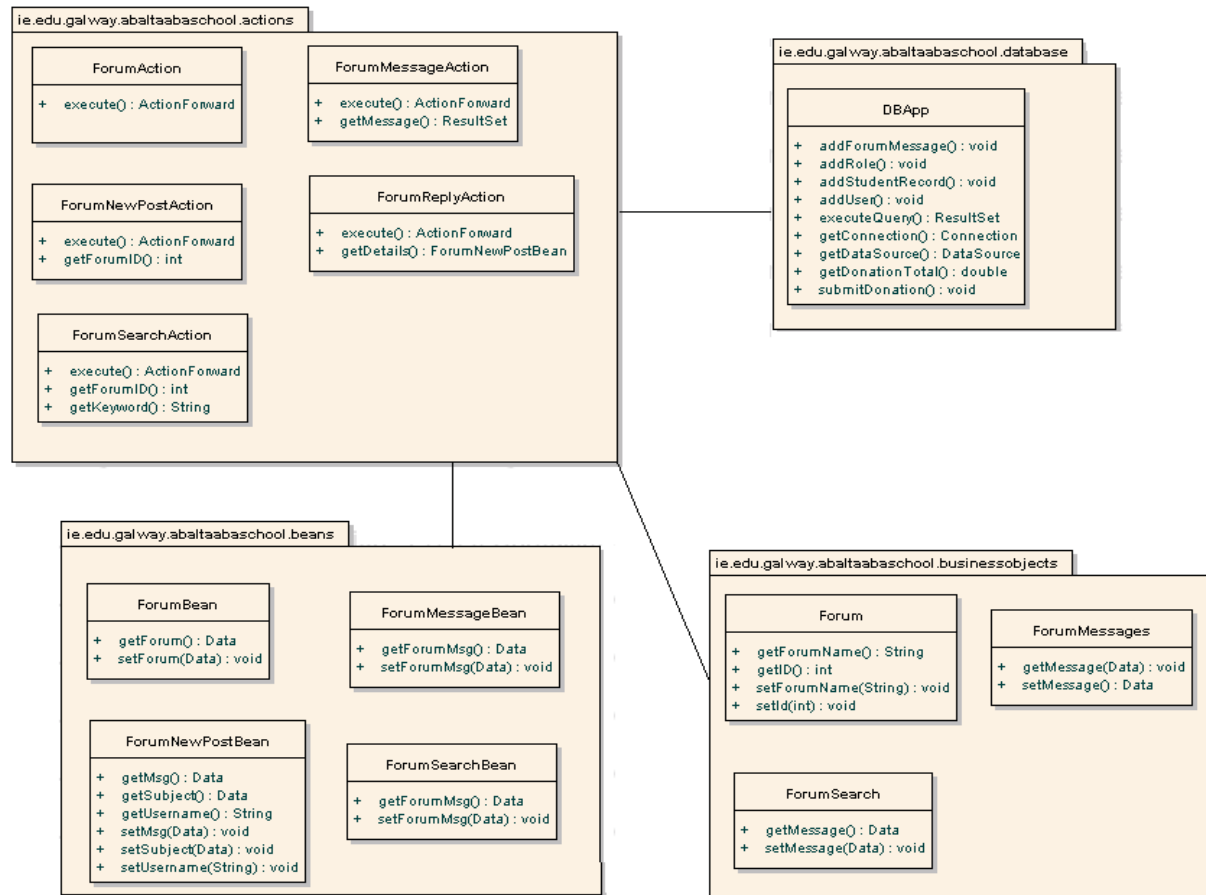 ie.edu.galway.abaltaabaschool.actions
ForumAction
+ execute() : ActionForward
ForumMessageAction
+ execute() : ActionForward
+ getMessage() : ResultSet
ForumNewPostAction
+ execute() : ActionForward
+ getForumID() : int
ForumReplyAction
+ execute() : ActionForward
+ getDetails() : ForumNewPostBean
ForumSearchAction
+ execute() : ActionForward
+ getForumID() : int
+ getKeyword() : String
ie.edu.galway.abaltaabaschool.database
DBApp
+ addForumMessage() : void
+ addRole() : void
+ addStudentRecord() : void
+ addUser() : void
+ executeQuery() : ResultSet
+ getConnection() : Connection
+ getDataSource() : DataSource
+ getDonationTotal() : double
+ submitDonation() : void
ie.edu.galway.abaltaabaschool.beans
ForumBean
+ getForum() : Data
+ setForum(Data) : void
ForumMessageBean
+ getForumMsg() : Data
+ setForumMsg(Data) : void
ForumNewPostBean
+ getMsg() : Data
+ getSubject() : Data
+ getUsername() : String
+ setMsg(Data) : void
+ setSubject(Data) : void
+ setUsername(String) : void
ForumSearchBean
+ getForumMsg() : Data
+ setForumMsg(Data) : void
ie.edu.galway.abaltaabaschool.businessobjects
Forum
+ getForumName() : String
+ getID() : int
+ setForumName(String) : void
+ setId(int) : void
ForumMessages
+ getMessage(Data) : void
+ setMessage() : Data
ForumSearch
+ getMessage() : Data
+ setMessage(Data) : void